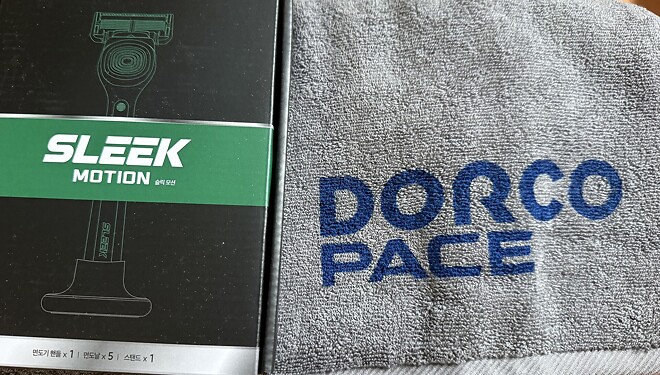 SLEEK
MOTION 슬릭 모션
SLEEK
면도기 핸들 x 1 | 면도날 x 5 | 스탠드 x 1
DORCO
PACE